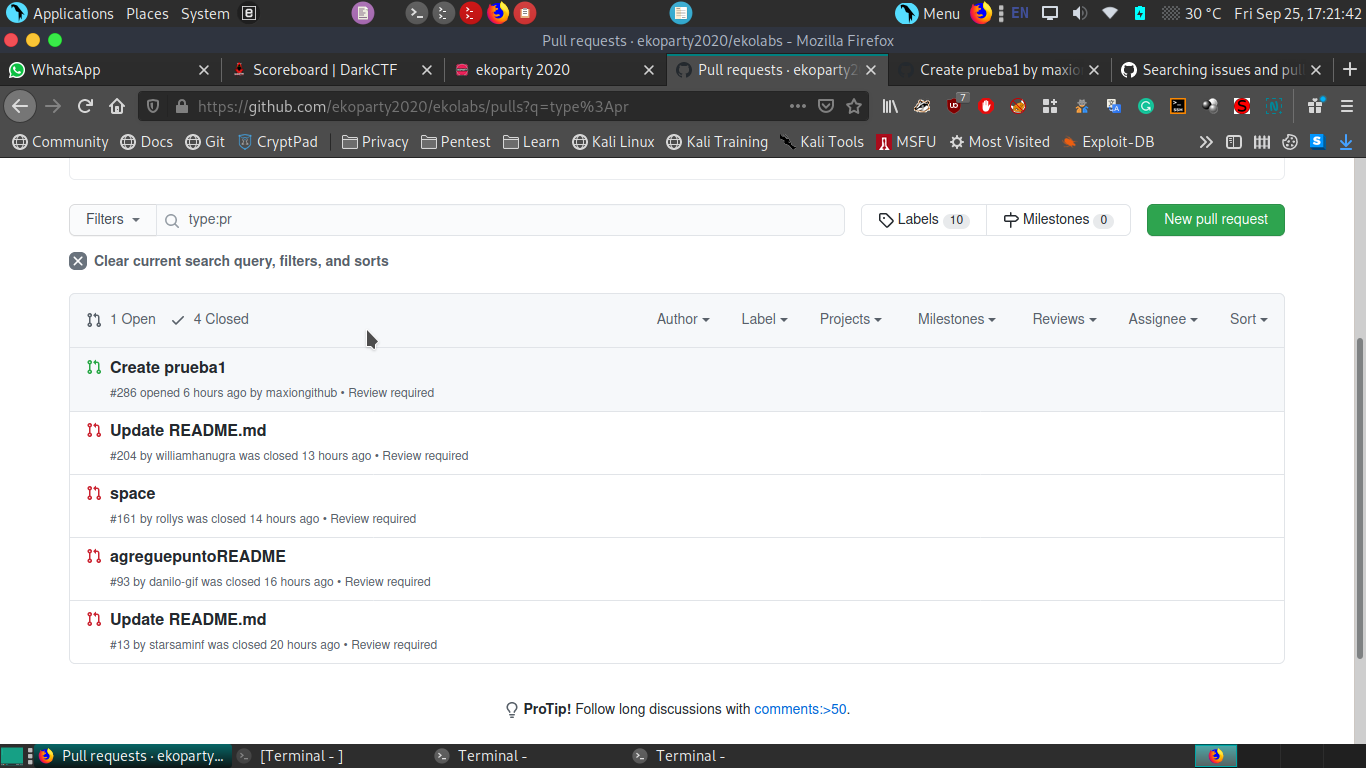 Applications Places System Menu EN 30 °C Fri Sep 25, 17:21:42
Pull requests · ekoparty2020/ekolabs - Mozilla Firefox
WhatsApp Scoreboard | DarkCTF ekoparty 2020 Pull requests · ekoparty2 Create prueba1 by maxio Searching issues and pul
https://github.com/ekoparty2020/ekolabs/pulls?q=type%3Apr 7
Community Docs Git CryptPad Privacy Pentest Learn Kali Linux Kali Training Kali Tools MSFU Most Visited Exploit-DB
Filters type:pr Labels 10 Milestones 0 New pull request
Clear current search query, filters, and sorts
1 Open 4 Closed Author Label Projects Milestones Reviews Assignee Sort
Create prueba1
#286 opened 6 hours ago by maxiongithub • Review required
Update README.md
#204 by williamhanugra was closed 13 hours ago • Review required
space
#161 by rollys was closed 14 hours ago • Review required
agreguepuntoREADME
#93 by danilo-gif was closed 16 hours ago • Review required
Update README.md
#13 by starsaminf was closed 20 hours ago • Review required
ProTip! Follow long discussions with comments:>50.
Pull requests · ekoparty... [Terminal - ] Terminal - Terminal -